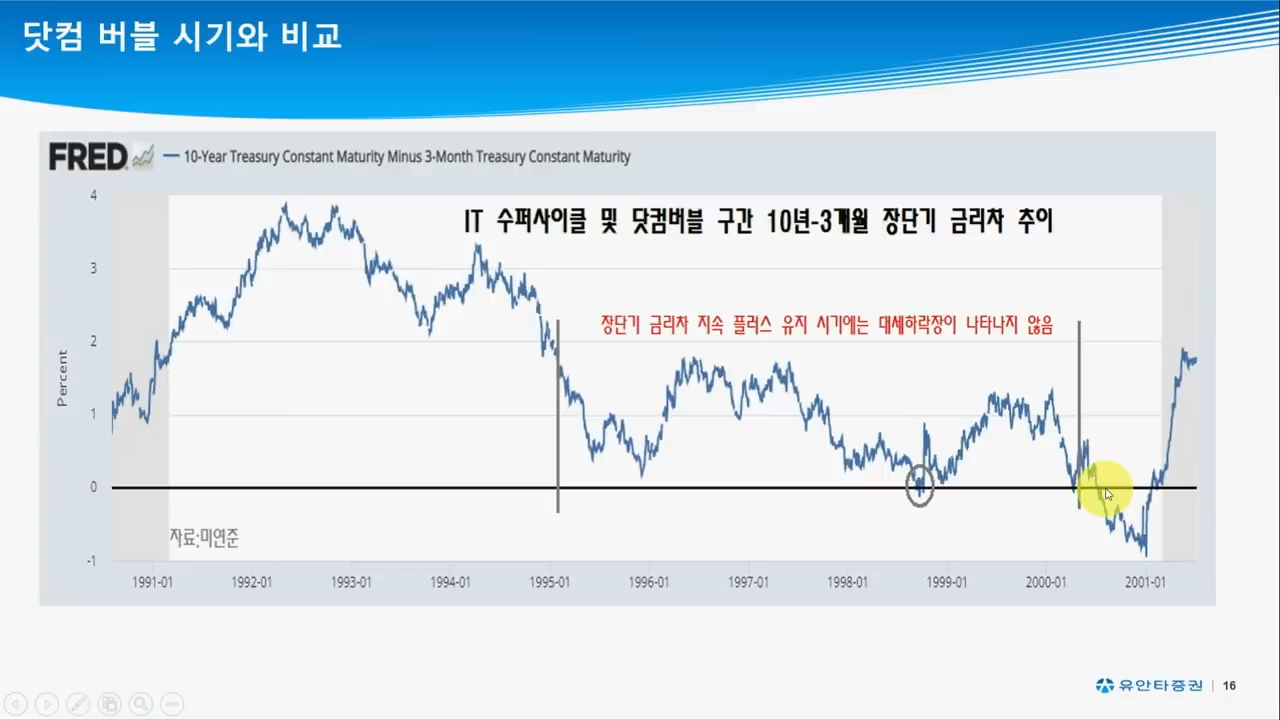 닷컴 버블 시기와 비교
FRED 10-Year Treasury Constant Maturity Minus 3-Month Treasury Constant Maturity
IT 수퍼사이클 및 닷컴버블 구간 10년-3개월 장단기 금리차 추이
장단기 금리차 지속 플러스 유지 시기에는 대세하락장이 나타나지 않음
Percent
4
3
2
1
0
-1
자료:미연준
1991-01 1992-01 1993-01 1994-01 1995-01 1996-01 1997-01 1998-01 1999-01 2000-01 2001-01
유안타증권 16